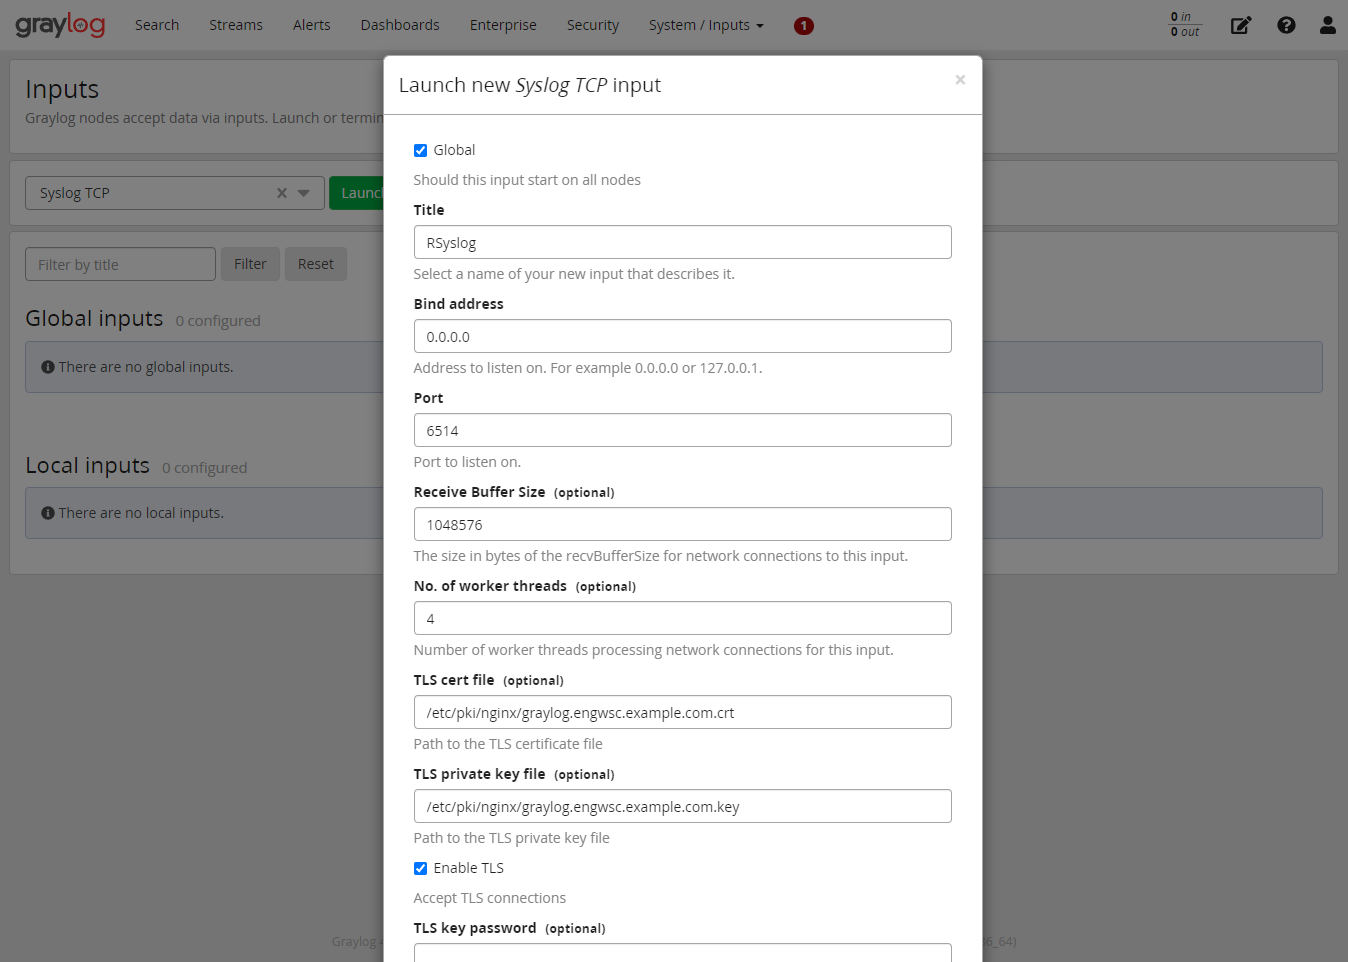 graylog
Search
Streams
Alerts
Dashboards
Enterprise
Security
System / Inputs
1
0 in
0 out
Inputs
Graylog nodes accept data via inputs. Launch or termin
Syslog TCP
Launch
Filter by title
Filter
Reset
Global inputs 0 configured
There are no global inputs.
Local inputs 0 configured
There are no local inputs.
Graylog
86_64)
Launch new Syslog TCP input
×
Global
Should this input start on all nodes
Title
RSyslog
Select a name of your new input that describes it.
Bind address
0.0.0.0
Address to listen on. For example 0.0.0.0 or 127.0.0.1.
Port
6514
Port to listen on.
Receive Buffer Size (optional)
1048576
The size in bytes of the recvBufferSize for network connections to this input.
No. of worker threads (optional)
4
Number of worker threads processing network connections for this input.
TLS cert file (optional)
/etc/pki/nginx/graylog.engwsc.example.com.crt
Path to the TLS certificate file
TLS private key file (optional)
/etc/pki/nginx/graylog.engwsc.example.com.key
Path to the TLS private key file
Enable TLS
Accept TLS connections
TLS key password (optional)